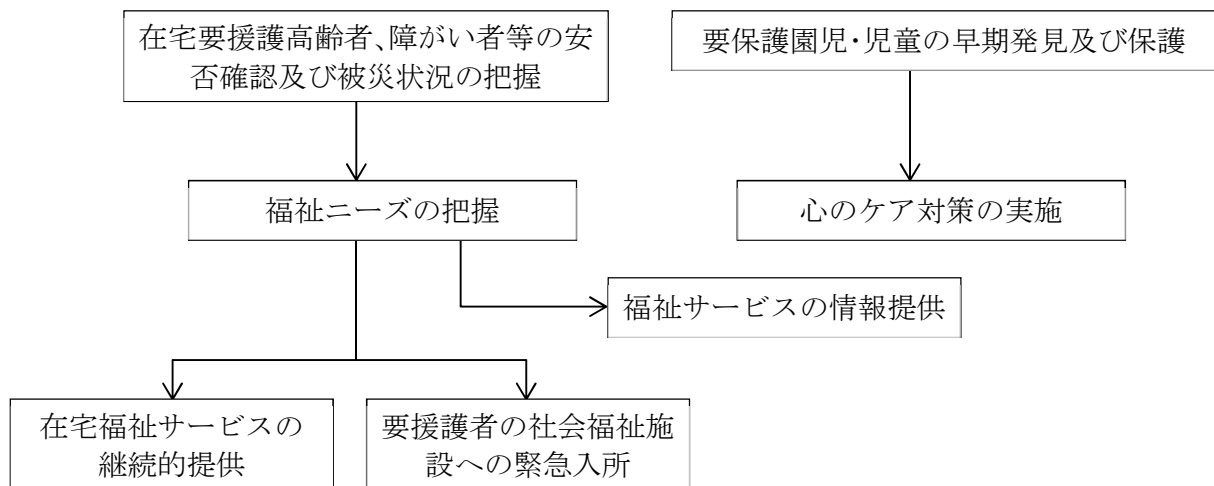 在宅要援護高齢者、障がい者等の安
否確認及び被災状況の把握
要保護園児・児童の早期発見及び保護
福祉ニーズの把握
心のケア対策の実施
福祉サービスの情報提供
在宅福祉サービスの
継続的提供
要援護者の社会福祉施
設への緊急入所